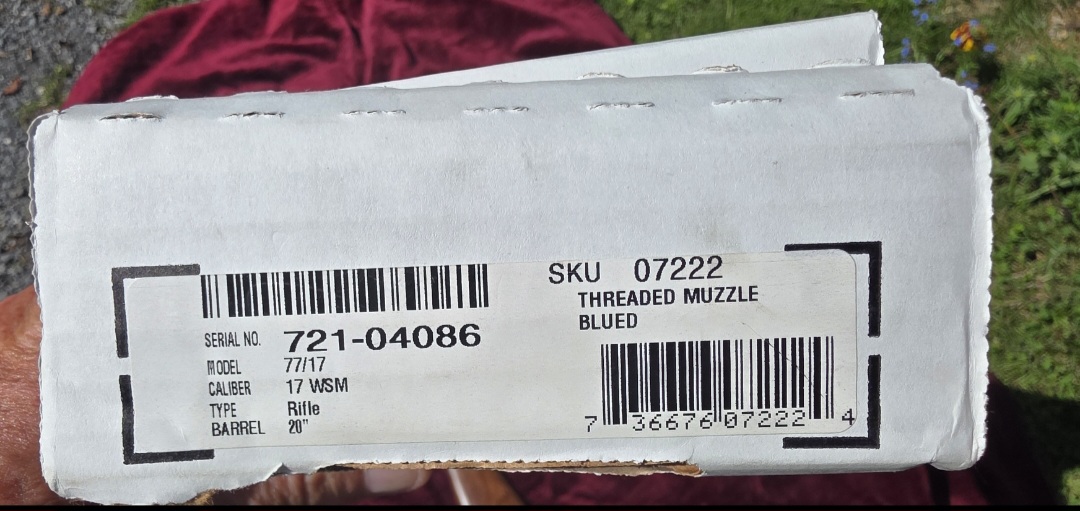 SERIAL NO. 721-04086
MODEL 77/17
CALIBER 17 WSM
TYPE Rifle
BARREL 20"
SKU 07222
THREADED MUZZLE
BLUED
7 36676 07222 4